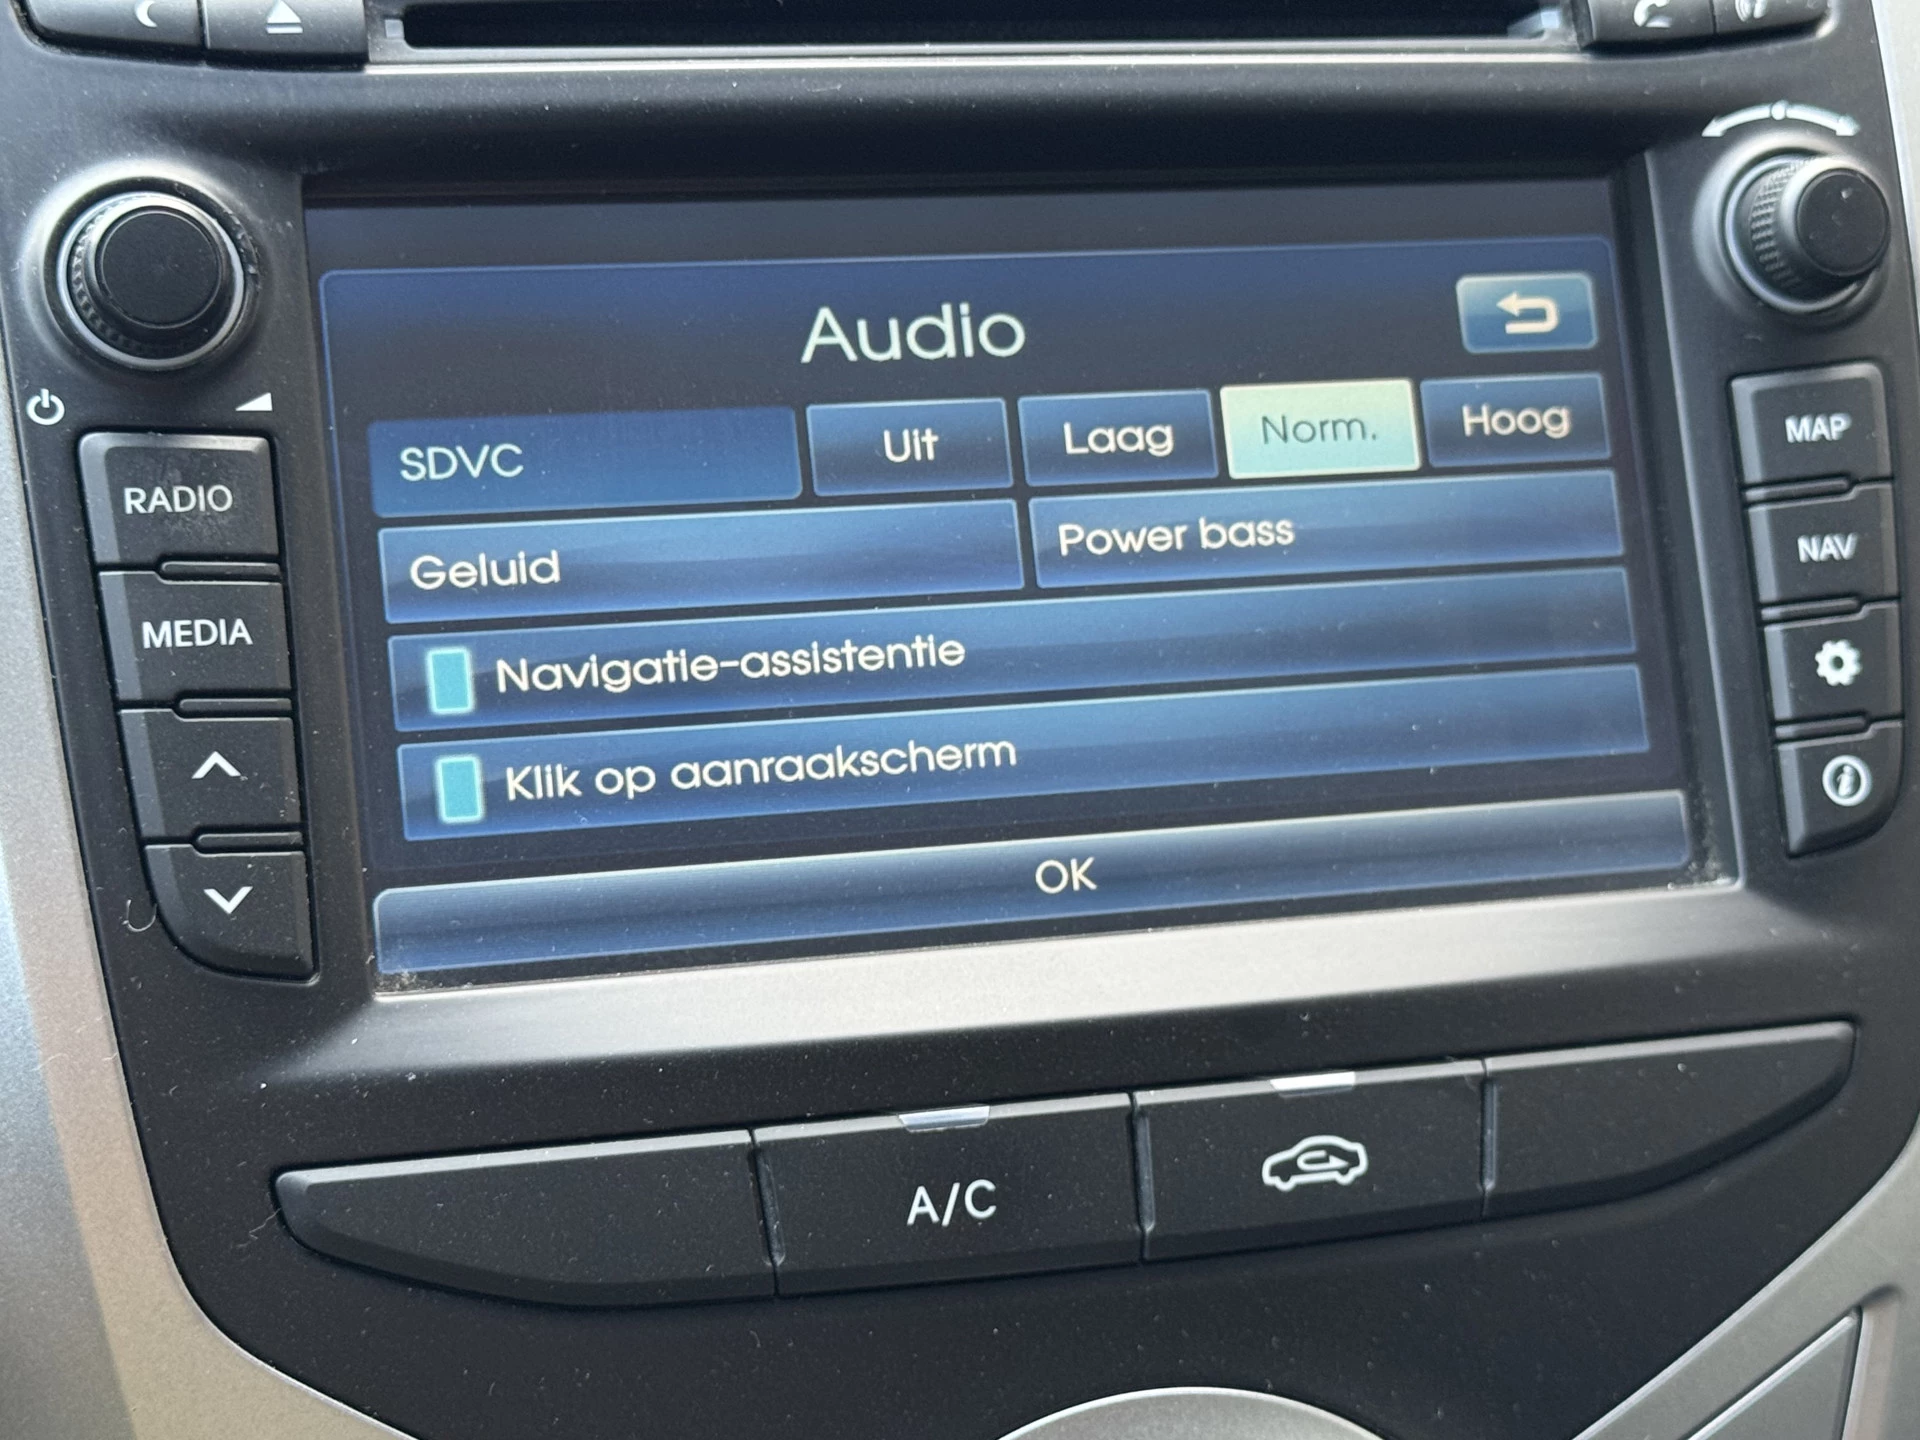 Audio
SDVC Uit Laag Norm. Hoog
Geluid Power bass
Navigatie-assistentie
Klik op aanraakscherm
OK
RADIO
MEDIA
MAP
NAV
A/C